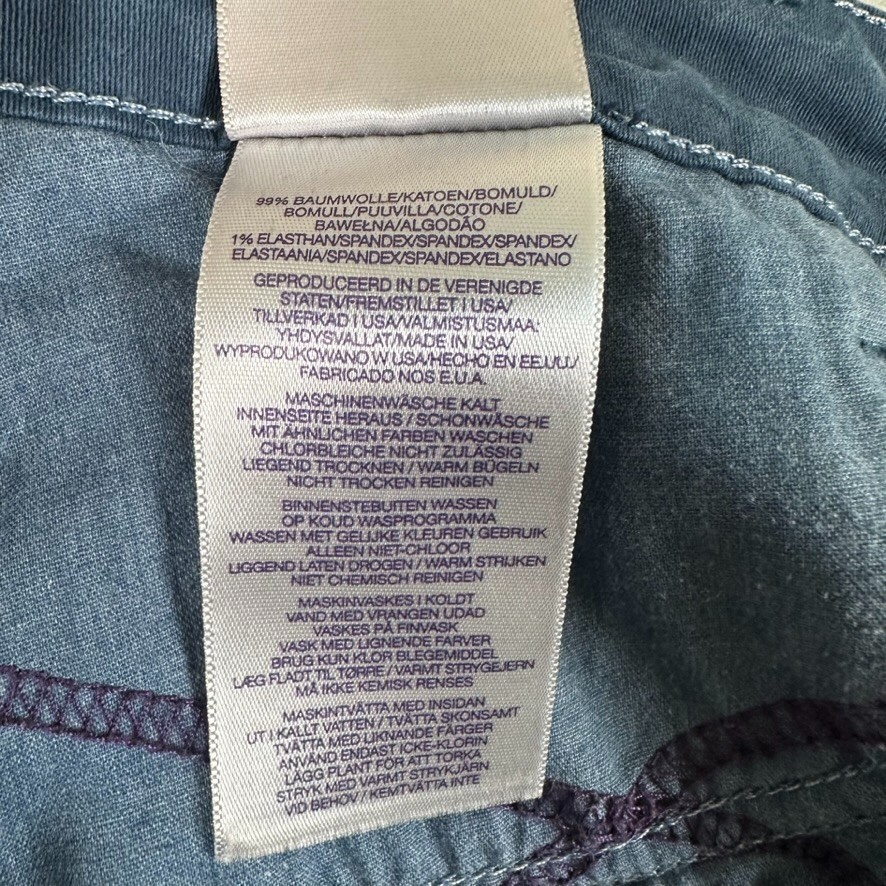 99% BAUMWOLLE/KATOEN/BOMULD/
BOMULL/PUUVILLA/COTONE/
BAWEŁNA/ALGODÃO
1% ELASTHAN/SPANDEX/SPANDEX/SPANDEX/
ELASTAANIA/SPANDEX/SPANDEX/ELASTANO
GEPRODUCEERD IN DE VERENIGDE
STATEN/FREMSTILLET I USA/
TILLVERKAD I USA/VALMISTUSMAA:
YHDYSVALLAT/MADE IN USA/
WYPRODUKOWANO W USA/HECHO EN EE.UU./
FABRICADO NOS E.U.A.
MASCHINENWÄSCHE KALT
INNENSEITE HERAUS / SCHONWÄSCHE
MIT ÄHNLICHEN FARBEN WASCHEN
CHLORBLEICHE NICHT ZULÄSSIG
LIEGEND TROCKNEN / WARM BÜGELN
NICHT TROCKEN REINIGEN
BINNENSTEBUITEN WASSEN
OP KOUD WASPROGRAMMA
WASSEN MET GELIJKE KLEUREN GEBRUIK
ALLEEN NIET-CHLOOR
LIGGEND LATEN DROGEN / WARM STRIJKEN
NIET CHEMISCH REINIGEN
MASKINVASKES I KOLDT
VAND MED VRANGEN UDAD
VASKES PÅ FINVASK
VASK MED LIGNENDE FARVER
BRUG KUN KLOR BLEGEMIDDEL
LÆG FLADT TIL TØRRE / VARMT STRYGEJERN
MÅ IKKE KEMISK RENSES
MASKINTVÄTTA MED INSIDAN
UT I KALLT VATTEN / TVÄTTA SKONSAMT
TVÄTTA MED LIKNANDE FÄRGER
ANVÄND ENDAST ICKE-KLORIN
LÄGG PLANT FÖR ATT TORKA
STRYK MED VARMT STRYKJÄRN
VID BEHOV / KEMTVÄTTA INTE